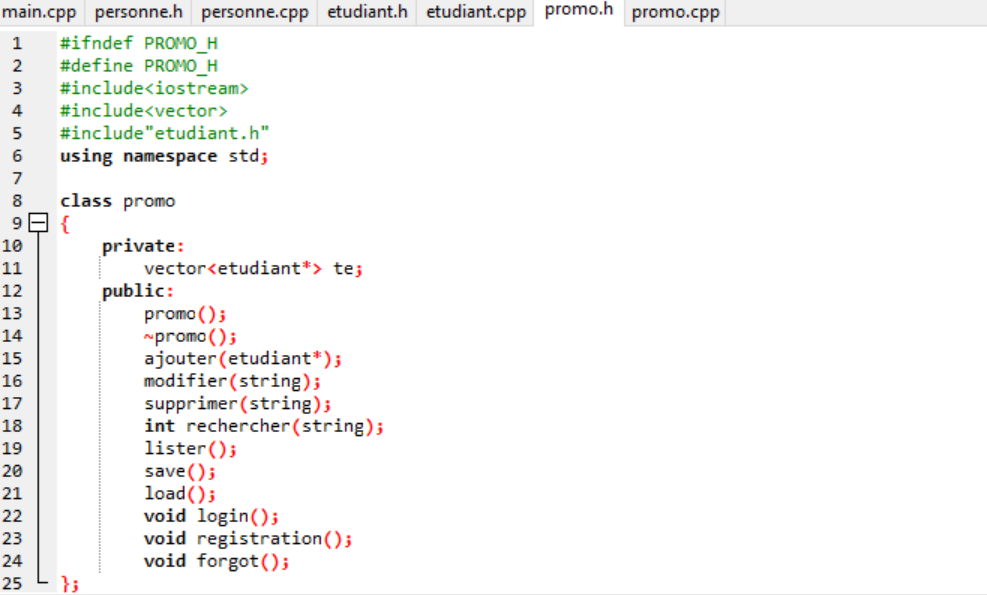 main.cpp personne.h personne.cpp etudiant.h etudiant.cpp promo.h promo.cpp
1 #ifndef PROMO_H
2 #define PROMO_H
3 #include<iostream>
4 #include<vector>
5 #include"etudiant.h"
6 using namespace std;
7
8 class promo
9 {
10 private:
11 vector<etudiant*> te;
12 public:
13 promo();
14 ~promo();
15 ajouter(etudiant*);
16 modifier(string);
17 supprimer(string);
18 int rechercher(string);
19 lister();
20 save();
21 load();
22 void login();
23 void registration();
24 void forgot();
25 };